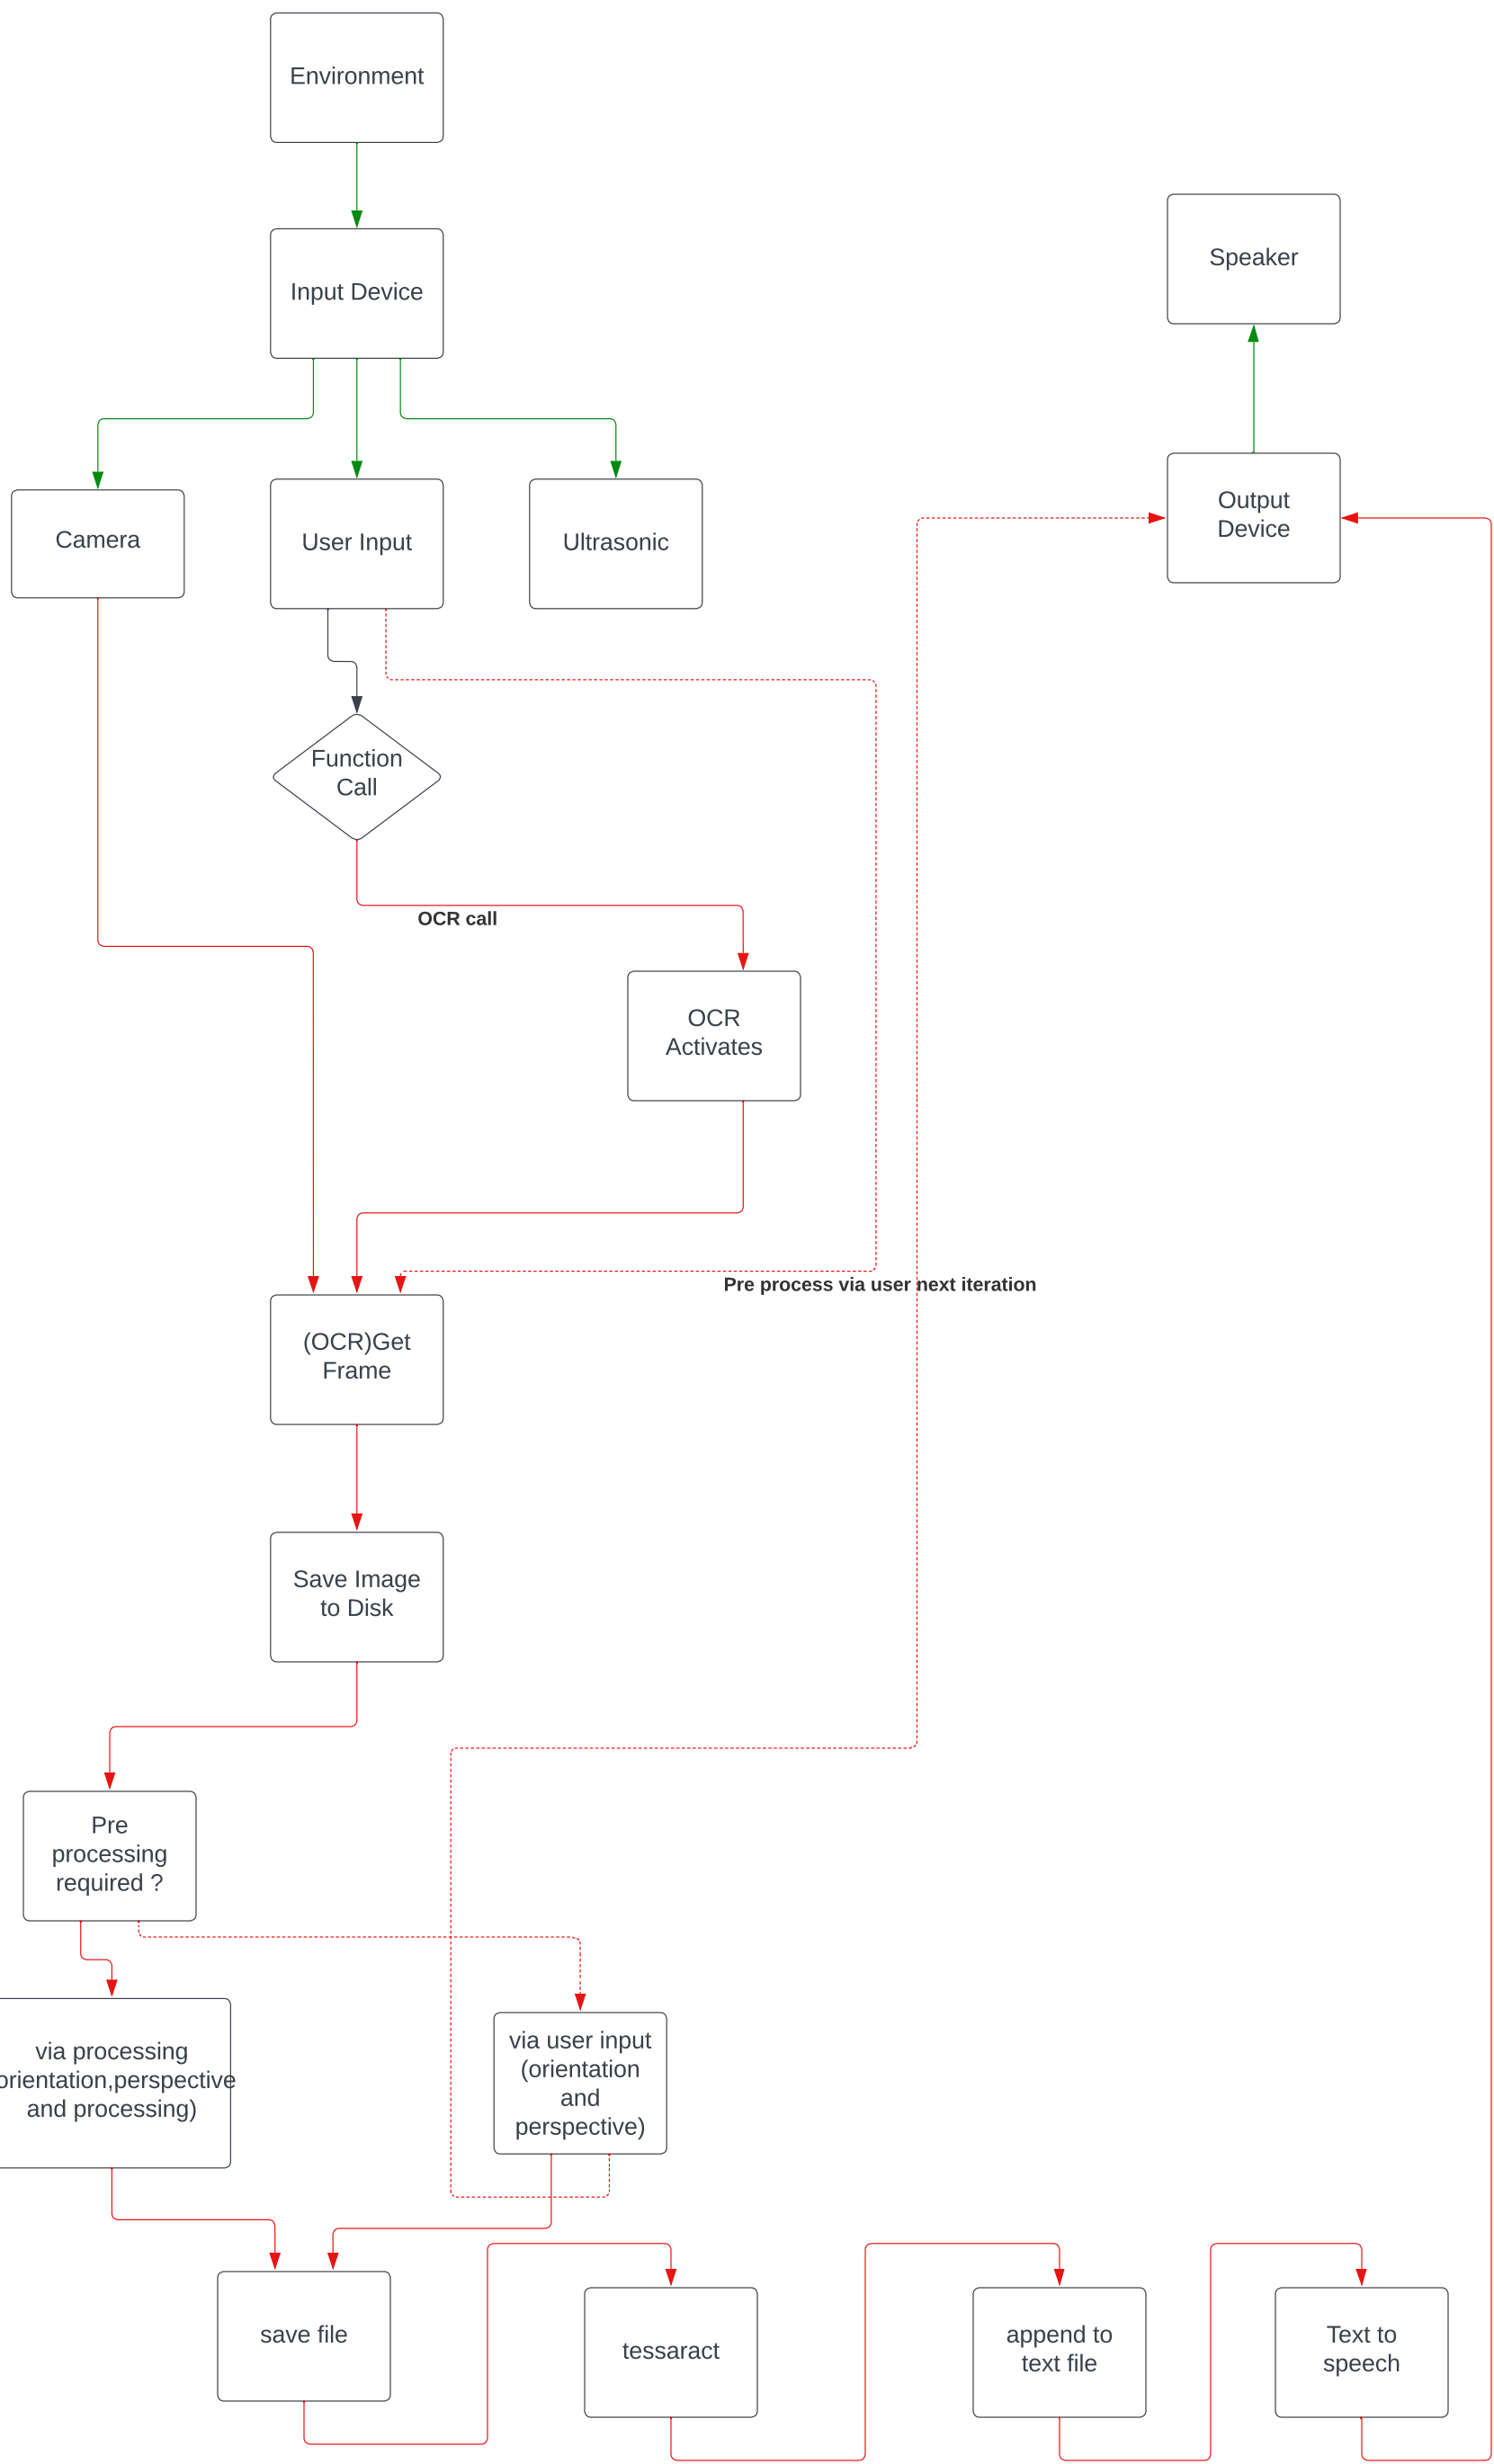 Environment
Input Device
Speaker
Camera
User Input
Ultrasonic
Output
Device
Function
Call
OCR call
OCR
Activates
Pre process via user next iteration
(OCR)Get
Frame
Save Image
to Disk
Pre
processing
required ?
via processing
orientation,perspective
and processing)
via user input
(orientation
and
perspective)
save file
tessaract
append to
text file
Text to
speech